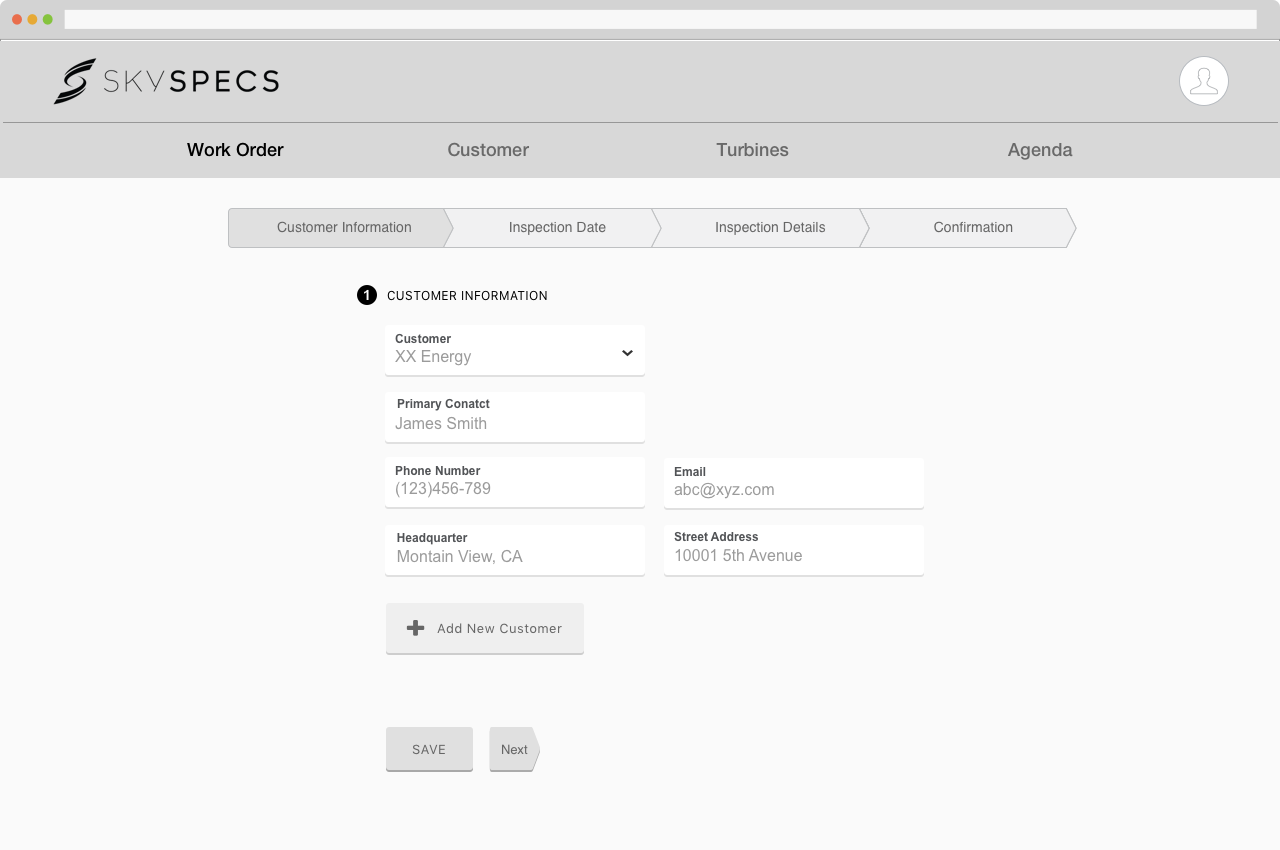 SKYSPECS
Work Order Customer Turbines Agenda
Customer Information Inspection Date Inspection Details Confirmation
1 CUSTOMER INFORMATION
Customer
XX Energy
Primary Conatct
James Smith
Phone Number
(123)456-789
Email
abc@xyz.com
Headquarter
Montain View, CA
Street Address
10001 5th Avenue
Add New Customer
SAVE Next